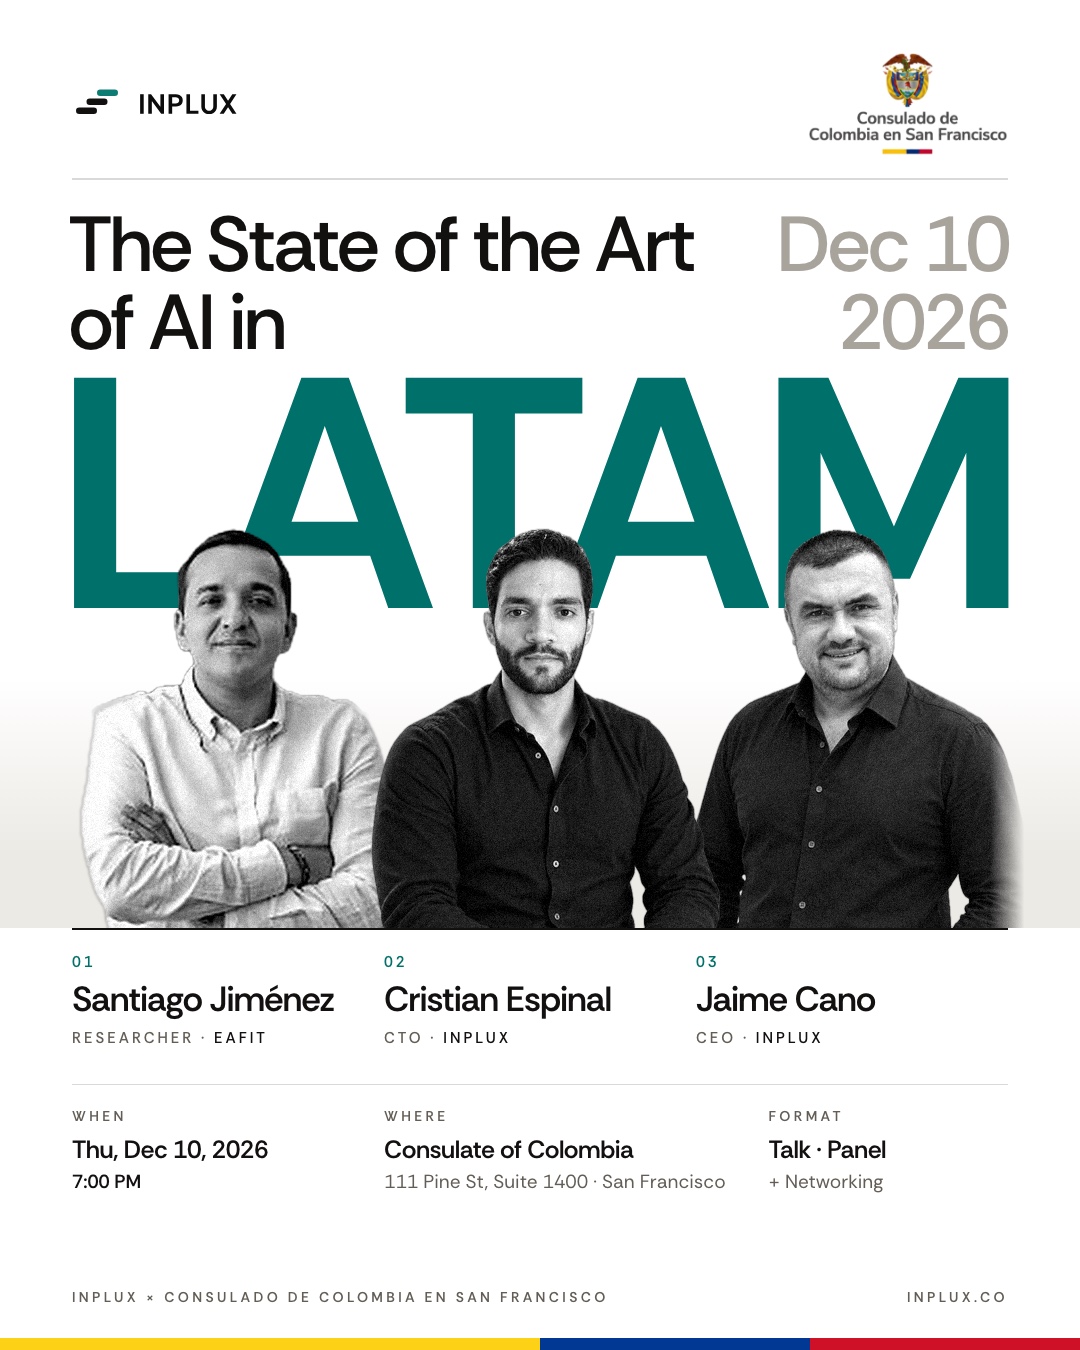 INPLUX
Consulado de
Colombia en San Francisco
The State of the Art
of AI in
Dec 10
2026
LATAM
01
Santiago Jiménez
RESEARCHER · EAFIT
02
Cristian Espinal
CTO · INPLUX
03
Jaime Cano
CEO · INPLUX
WHEN
Thu, Dec 10, 2026
7:00 PM
WHERE
Consulate of Colombia
111 Pine St, Suite 1400 · San Francisco
FORMAT
Talk · Panel
+ Networking
INPLUX × CONSULADO DE COLOMBIA EN SAN FRANCISCO
INPLUX.CO